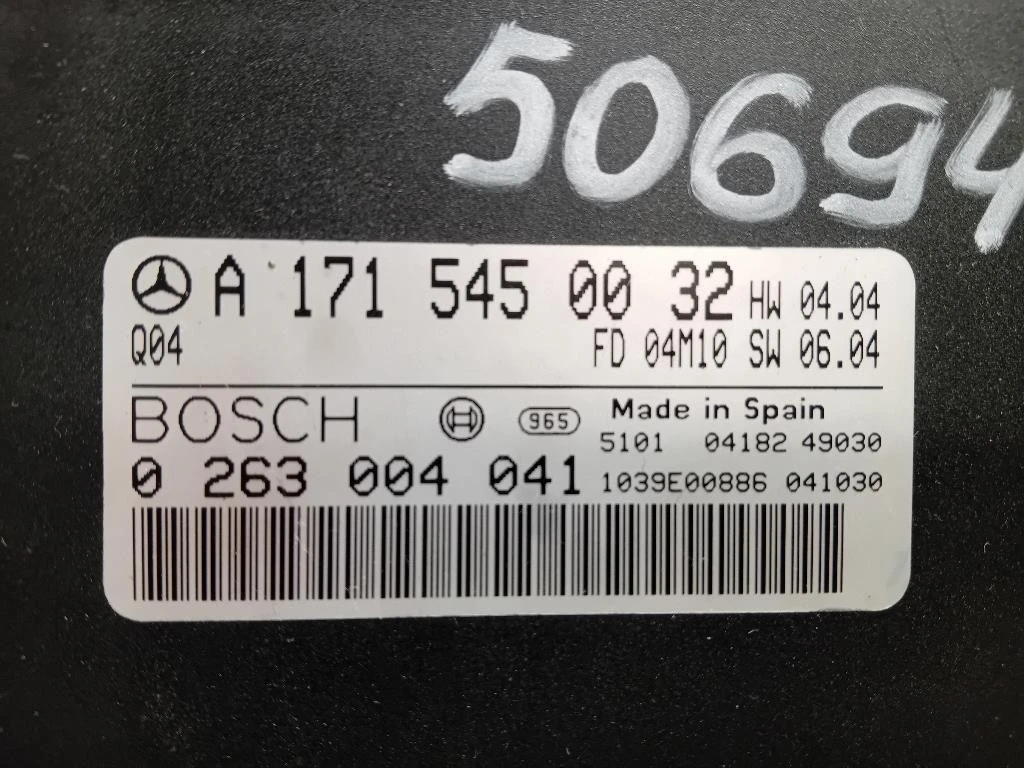 50694
A 171 545 00 32 HW 04.04
Q04 FD 04M10 SW 06.04
BOSCH 965 Made in Spain
5101 04182 49030
0 263 004 041 1039E00886 041030